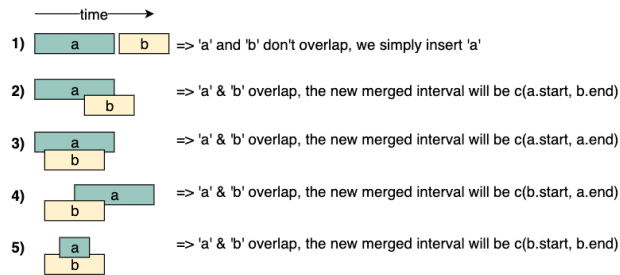 time
1) a b => 'a' and 'b' don't overlap, we simply insert 'a'
2) a b => 'a' & 'b' overlap, the new merged interval will be c(a.start, b.end)
3) a b => 'a' & 'b' overlap, the new merged interval will be c(a.start, a.end)
4) a b => 'a' & 'b' overlap, the new merged interval will be c(b.start, a.end)
5) a b => 'a' & 'b' overlap, the new merged interval will be c(b.start, b.end)